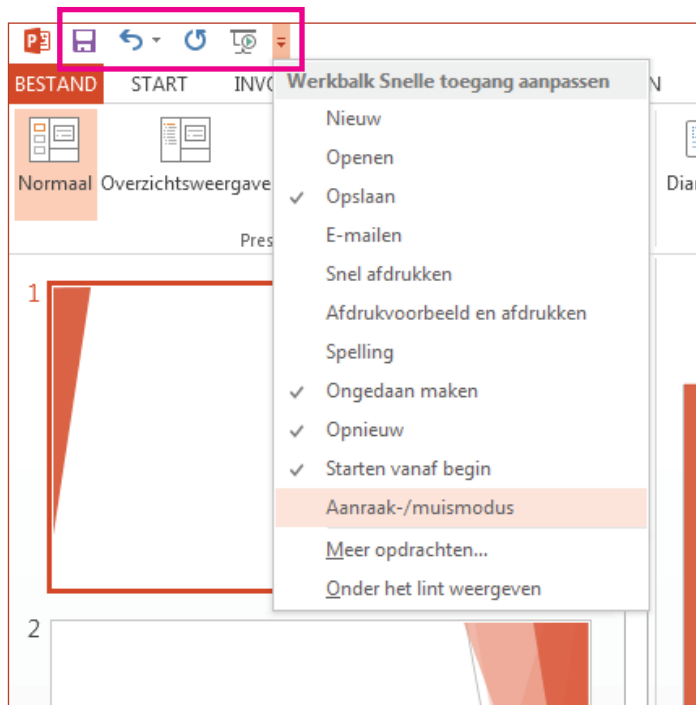 BESTAND START
Werkbalk Snelle toegang aanpassen
N
Nieuw
Openen
Opslaan
E-mailen
Snel afdrukken
Afdrukvoorbeeld en afdrukken
Spelling
Ongedaan maken
Opnieuw
Starten vanaf begin
Aanraak-/muismodus
Meer opdrachten...
Onder het lint weergeven
Normaal Overzichtsweergave
1
2